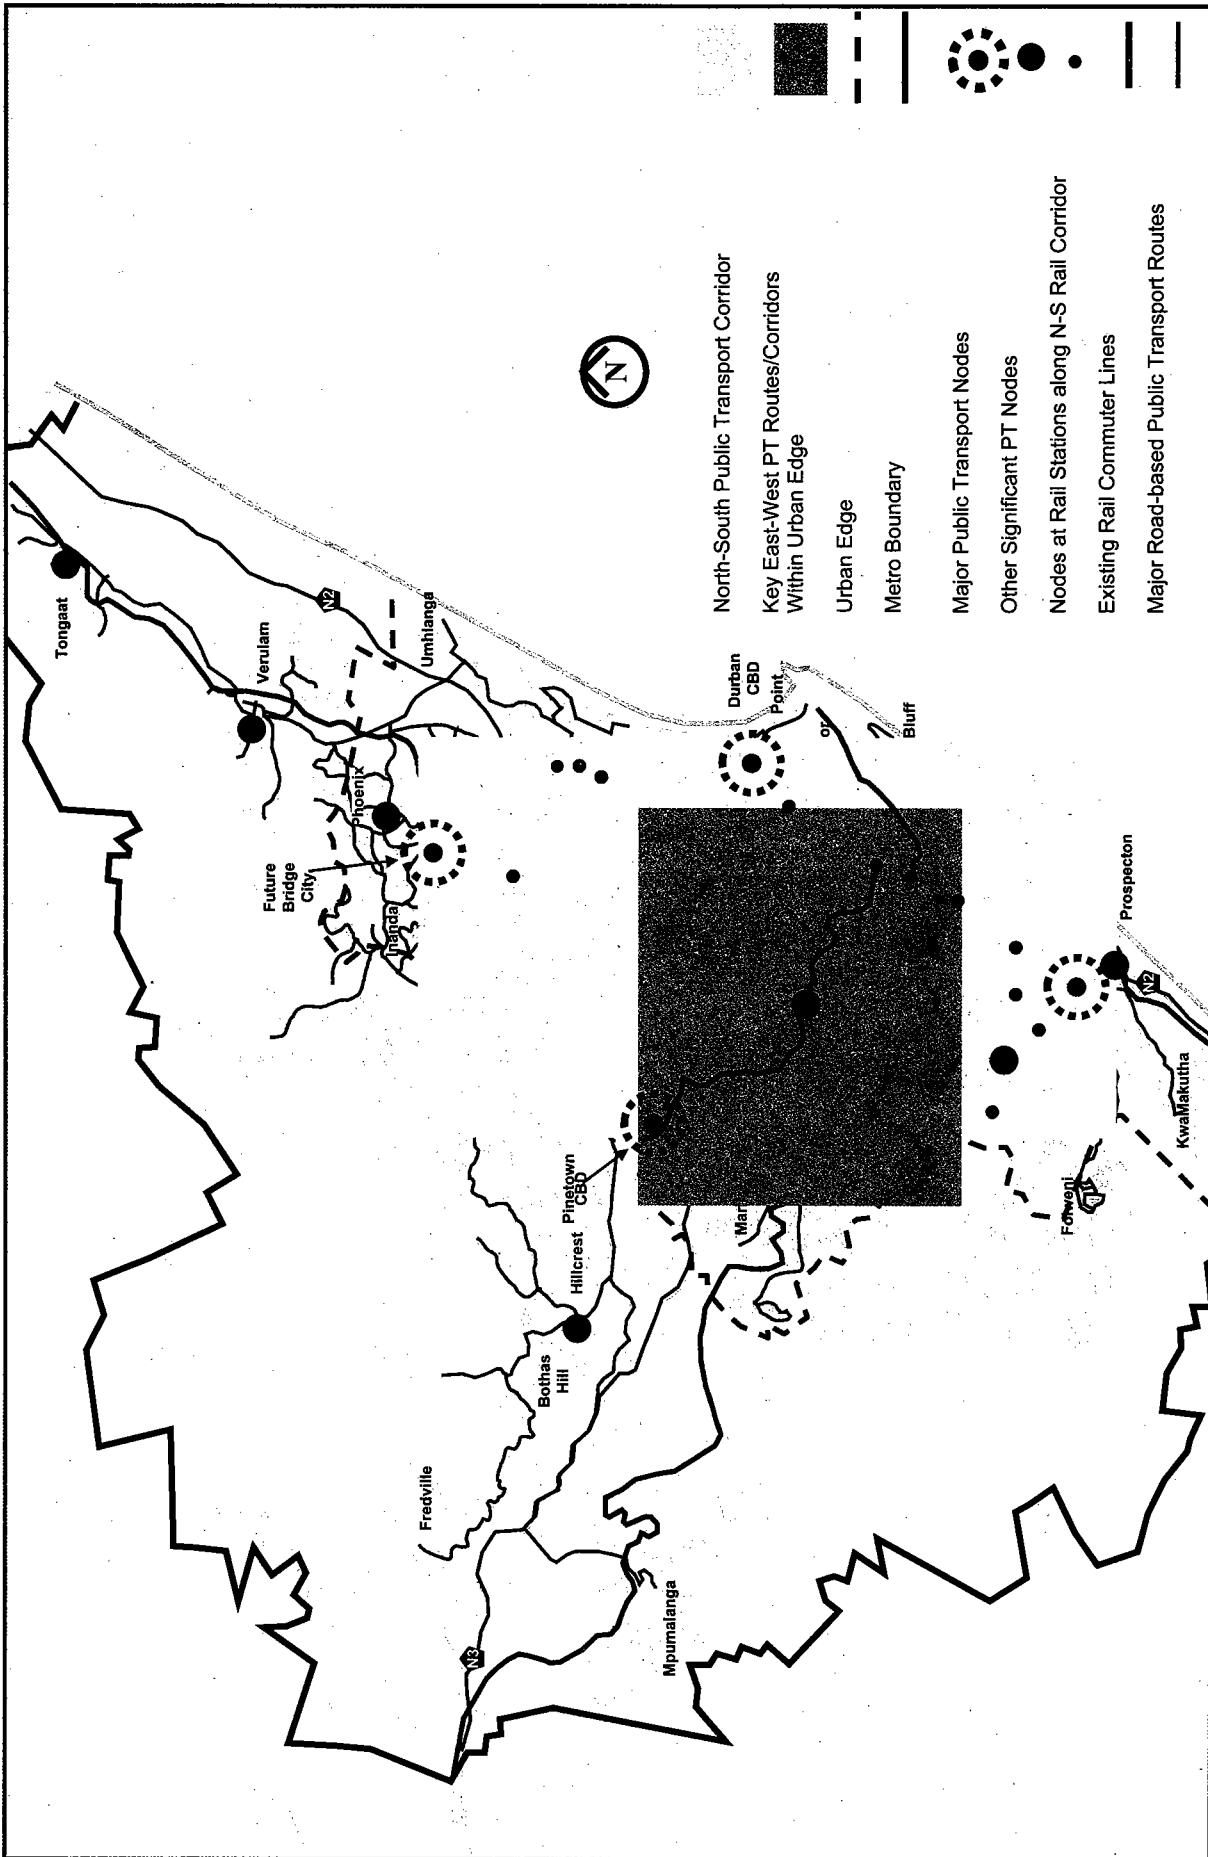 Tongaat
Verulam
N2
Umhlanga
Phoenix
Future
Bridge
City
Inanda
Durban
CBD
Point
or
Bluff
Prospecton
N2
KwaMakutha
Folweni
Pinetown
CBD
Mari
Hillcrest
Bothas
Hill
Fredville
N3
Mpumalanga
N
North-South Public Transport Corridor
Key East-West PT Routes/Corridors
Within Urban Edge
Urban Edge
Metro Boundary
Major Public Transport Nodes
Other Significant PT Nodes
Nodes at Rail Stations along N-S Rail Corridor
Existing Rail Commuter Lines
Major Road-based Public Transport Routes